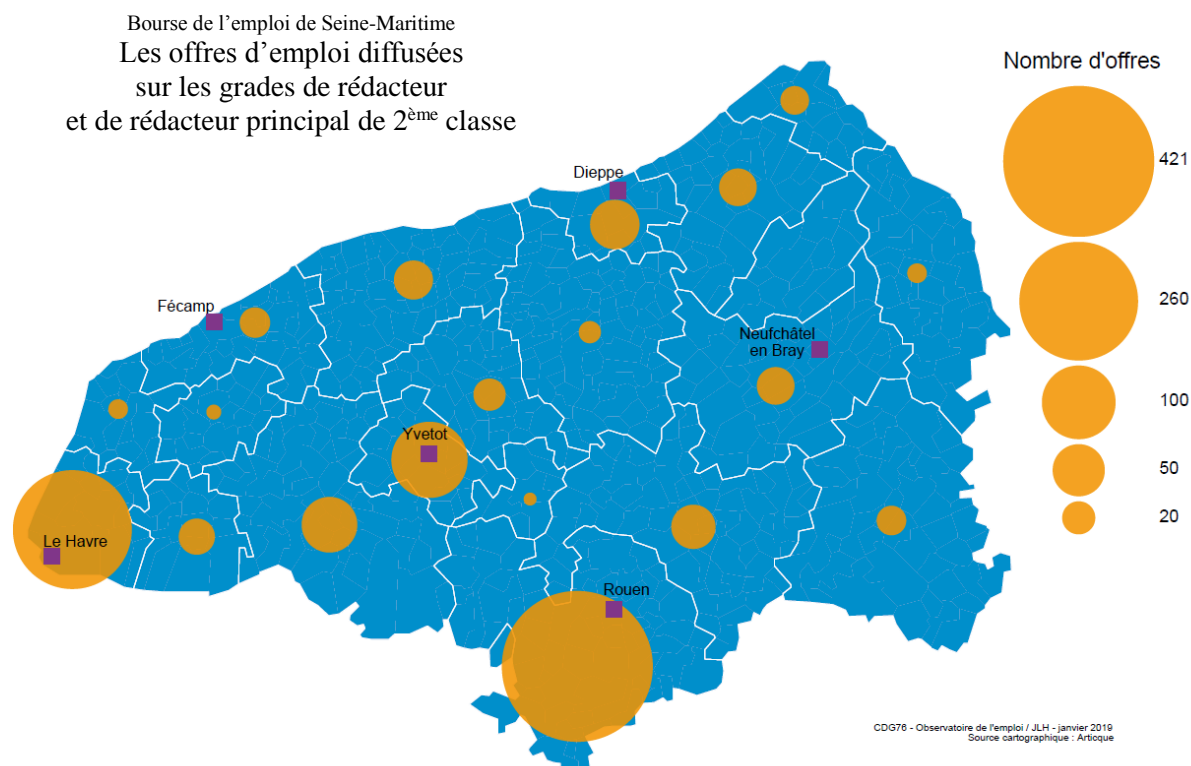 Bourse de l’emploi de Seine-Maritime
Les offres d’emploi diffusées
sur les grades de rédacteur
et de rédacteur principal de 2ème classe
Nombre d'offres
421
260
100
50
20
Dieppe
Fécamp
Neufchâtel
en Bray
Yvetot
Le Havre
Rouen
CDG76 - Observatoire de l'emploi / JLH - janvier 2019
Source cartographique : Articque